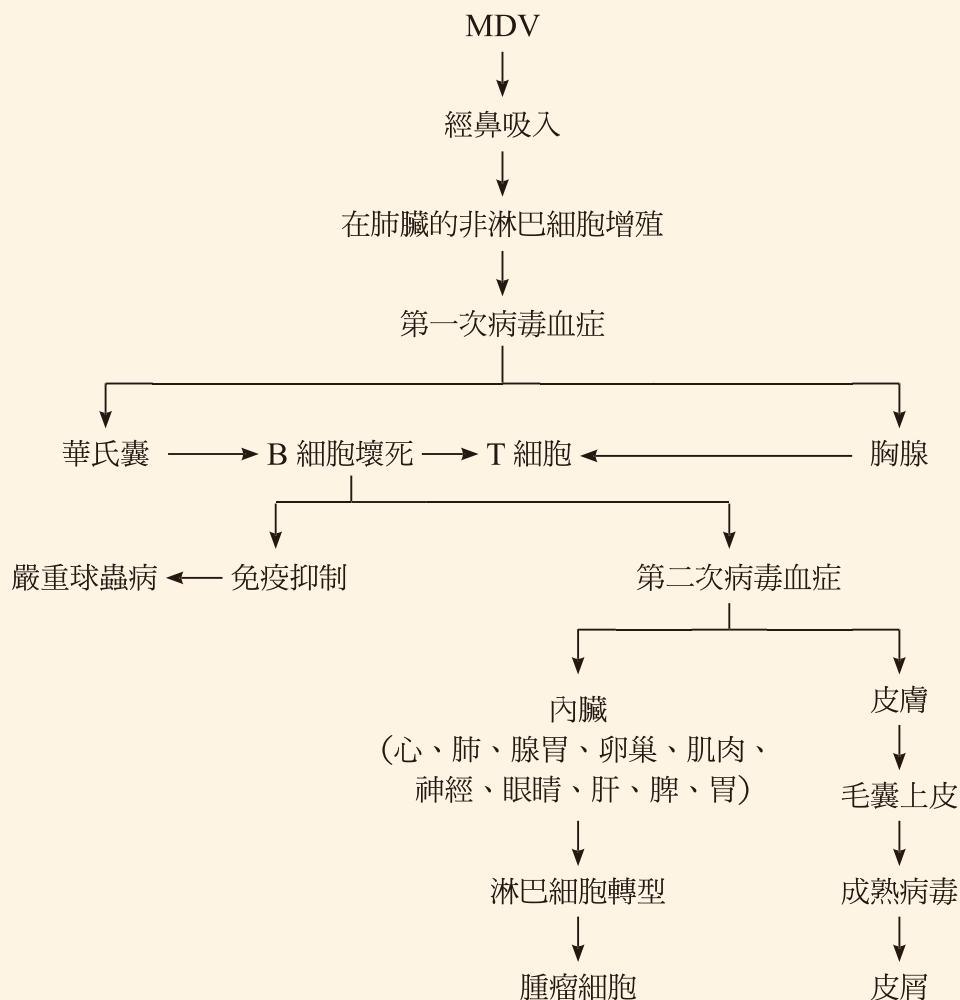 MDV
經鼻吸入
在肺臟的非淋巴細胞增殖
第一次病毒血症
華氏囊
B 細胞壞死
T 細胞
胸腺
嚴重球蟲病
免疫抑制
第二次病毒血症
內臟
(心、肺、腺胃、卵巢、肌肉、
神經、眼睛、肝、脾、胃)
皮膚
毛囊上皮
淋巴細胞轉型
成熟病毒
腫瘤細胞
皮屑